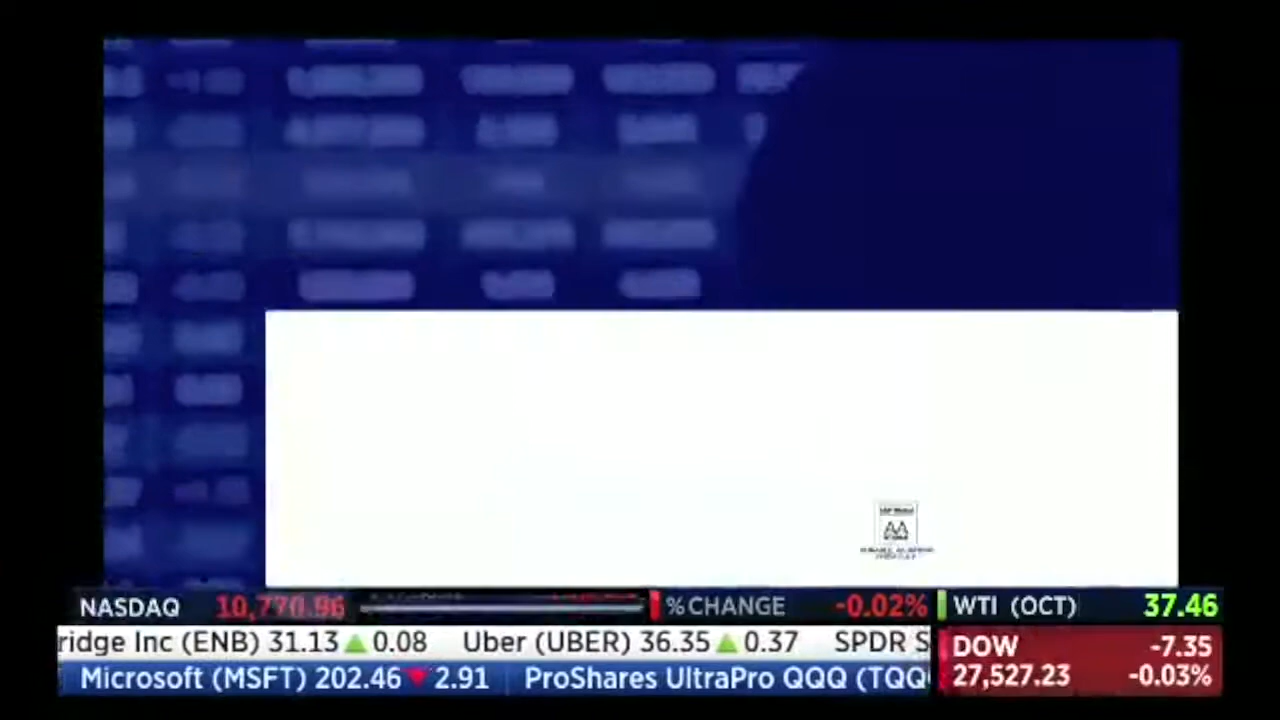 AA
NASDAQ 10,770.96 %CHANGE -0.02% WTI (OCT) 37.46
ridge Inc (ENB) 31.13 0.08 Uber (UBER) 36.35 0.37 SPDR S
DOW -7.35
Microsoft (MSFT) 202.46 2.91 ProShares UltraPro QQQ (TQQ
27,527.23 -0.03%